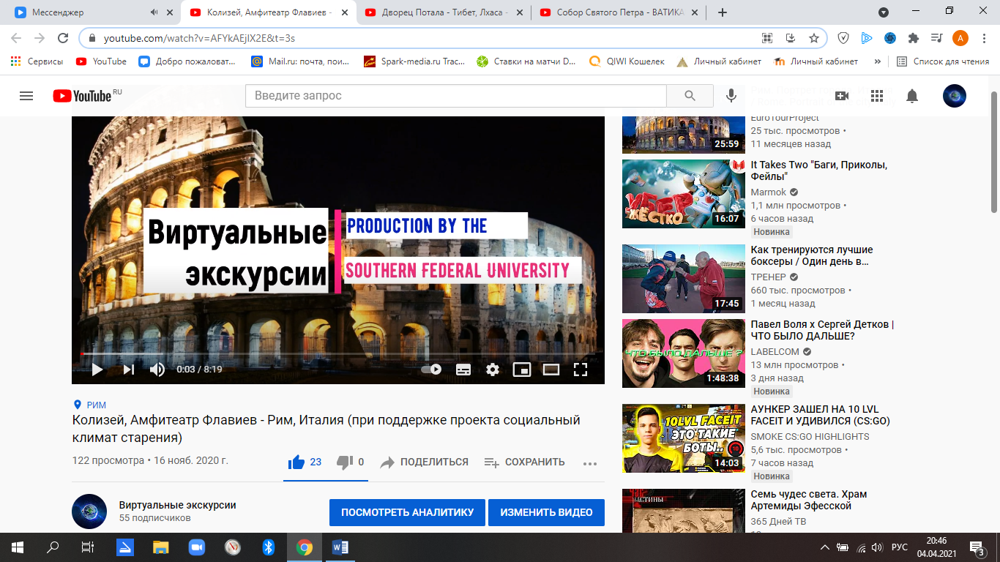 Мессенджер
Колизей, Амфитеатр Флавиев -
Дворец Потала - Тибет, Лхаса -
Собор Святого Петра - ВАТИКА
youtube.com/watch?v=AFYkAEjIX2E&t=3s
A
Сервисы
YouTube
Добро пожаловат...
Mail.ru: почта, пои...
Spark-media.ru Trac...
Ставки на матчи D...
QIWI Кошелек
Личный кабинет
Личный кабинет
»
Список для чтения
YouTube RU
Введите запрос
Виртуальные
экскурсии
PRODUCTION BY THE
SOUTHERN FEDERAL UNIVERSITY
0:03 / 8:19
РИМ
Колизей, Амфитеатр Флавиев - Рим, Италия (при поддержке проекта социальный
климат старения)
122 просмотра • 16 нояб. 2020 г.
23
0
ПОДЕЛИТЬСЯ
СОХРАНИТЬ
Виртуальные экскурсии
55 подписчиков
ПОСМОТРЕТЬ АНАЛИТИКУ
ИЗМЕНИТЬ ВИДЕО
EuroTourProject
25 тыс. просмотров •
11 месяцев назад
25:59
It Takes Two "Баги, Приколы,
Фейлы"
Marmok
1,1 млн просмотров •
6 часов назад
Новинка
УБЕР
ЖЁСТКО
16:07
Как тренируются лучшие
боксеры / Один день в...
ТРЕНЕР
660 тыс. просмотров •
1 месяц назад
17:45
Павел Воля х Сергей Детков |
ЧТО БЫЛО ДАЛЬШЕ?
LABELCOM
13 млн просмотров •
3 дня назад
Новинка
ЧТО БЫЛО ДАЛЬШЕ?
1:48:38
АУНКЕР ЗАШЕЛ НА 10 LVL
FACEIT И УДИВИЛСЯ (CS:GO)
SMOKE CS:GO HIGHLIGHTS
5,6 тыс. просмотров •
7 часов назад
Новинка
10LVL FACEIT
ЭТО ТАКИЕ
БОТЫ..
10
14:03
Семь чудес света. Храм
Артемиды Эфесской
365 Дней ТВ
РУС
20:46
04.04.2021
3